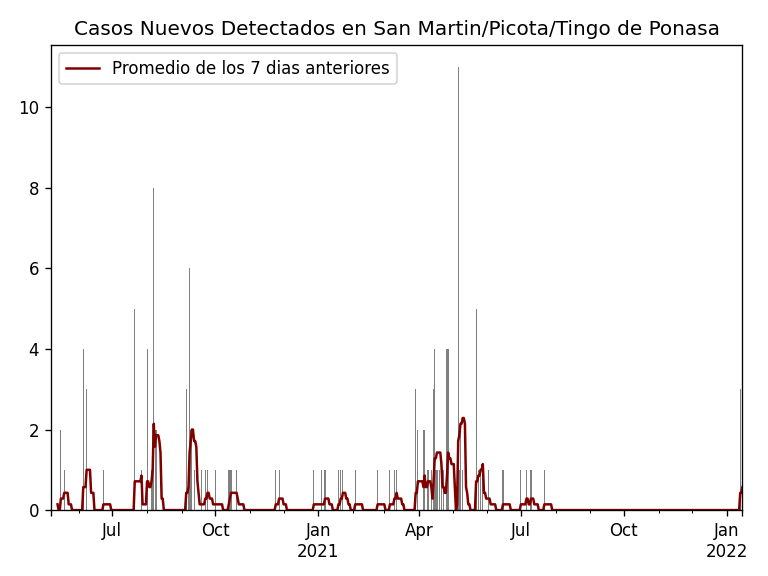 Casos Nuevos Detectados en San Martin/Picota/Tingo de Ponasa
Promedio de los 7 dias anteriores
10
8
6
4
2
0
Jul Oct Jan Apr Jul Oct Jan
2021 2022